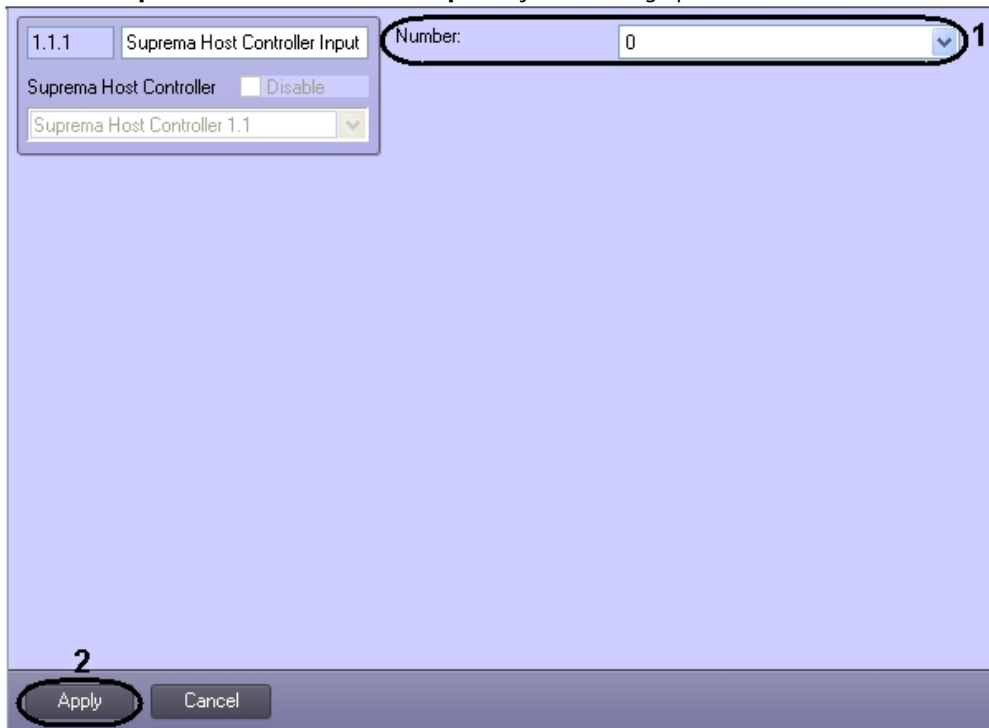 1.1.1 Suprema Host Controller Input
Number: 0 1
Suprema Host Controller Disable
Suprema Host Controller 1.1
2
Apply Cancel